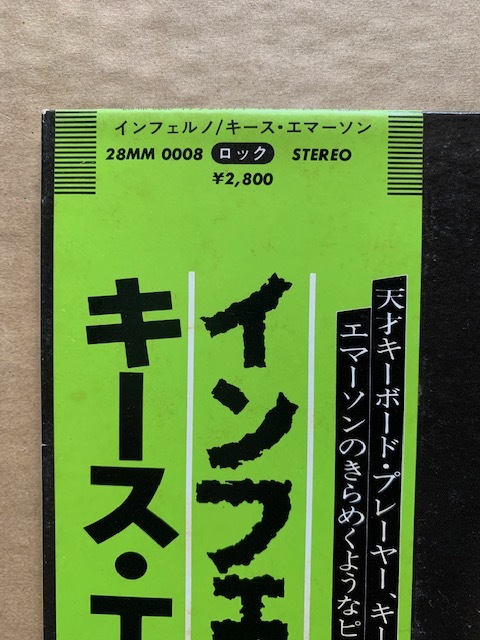 インフェルノ/キース・エマーソン
28MM 0008 ロック STEREO
¥2,800
天才キーボード・プレーヤー、キー
エマーソンのきらめくようなピ
インフェ
キース・エ